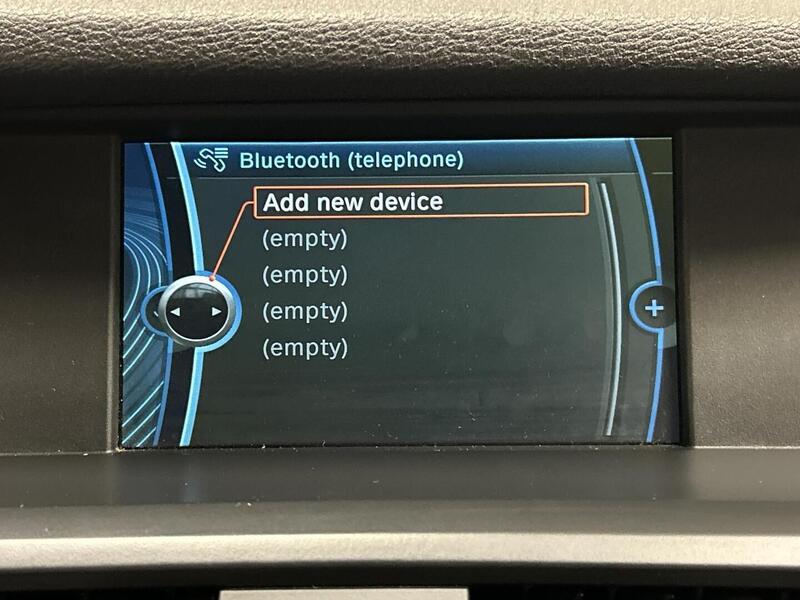 Bluetooth (telephone)
Add new device
(empty)
(empty)
(empty)
(empty)
+